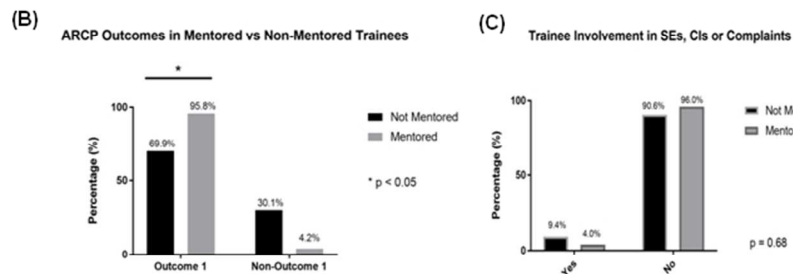 (B)
ARCP Outcomes in Mentored vs Non-Mentored Trainees
*
100
50
0
Percentage (%)
69.9%
95.8%
30.1%
4.2%
Outcome 1
Non-Outcome 1
Not Mentored
Mentored
* p < 0.05
(C)
Trainee Involvement in SEs, CIs or Complaints
100
50
0
Percentage (%)
9.4%
4.0%
90.6%
96.0%
Yes
No
Not M
Mento
p = 0.68